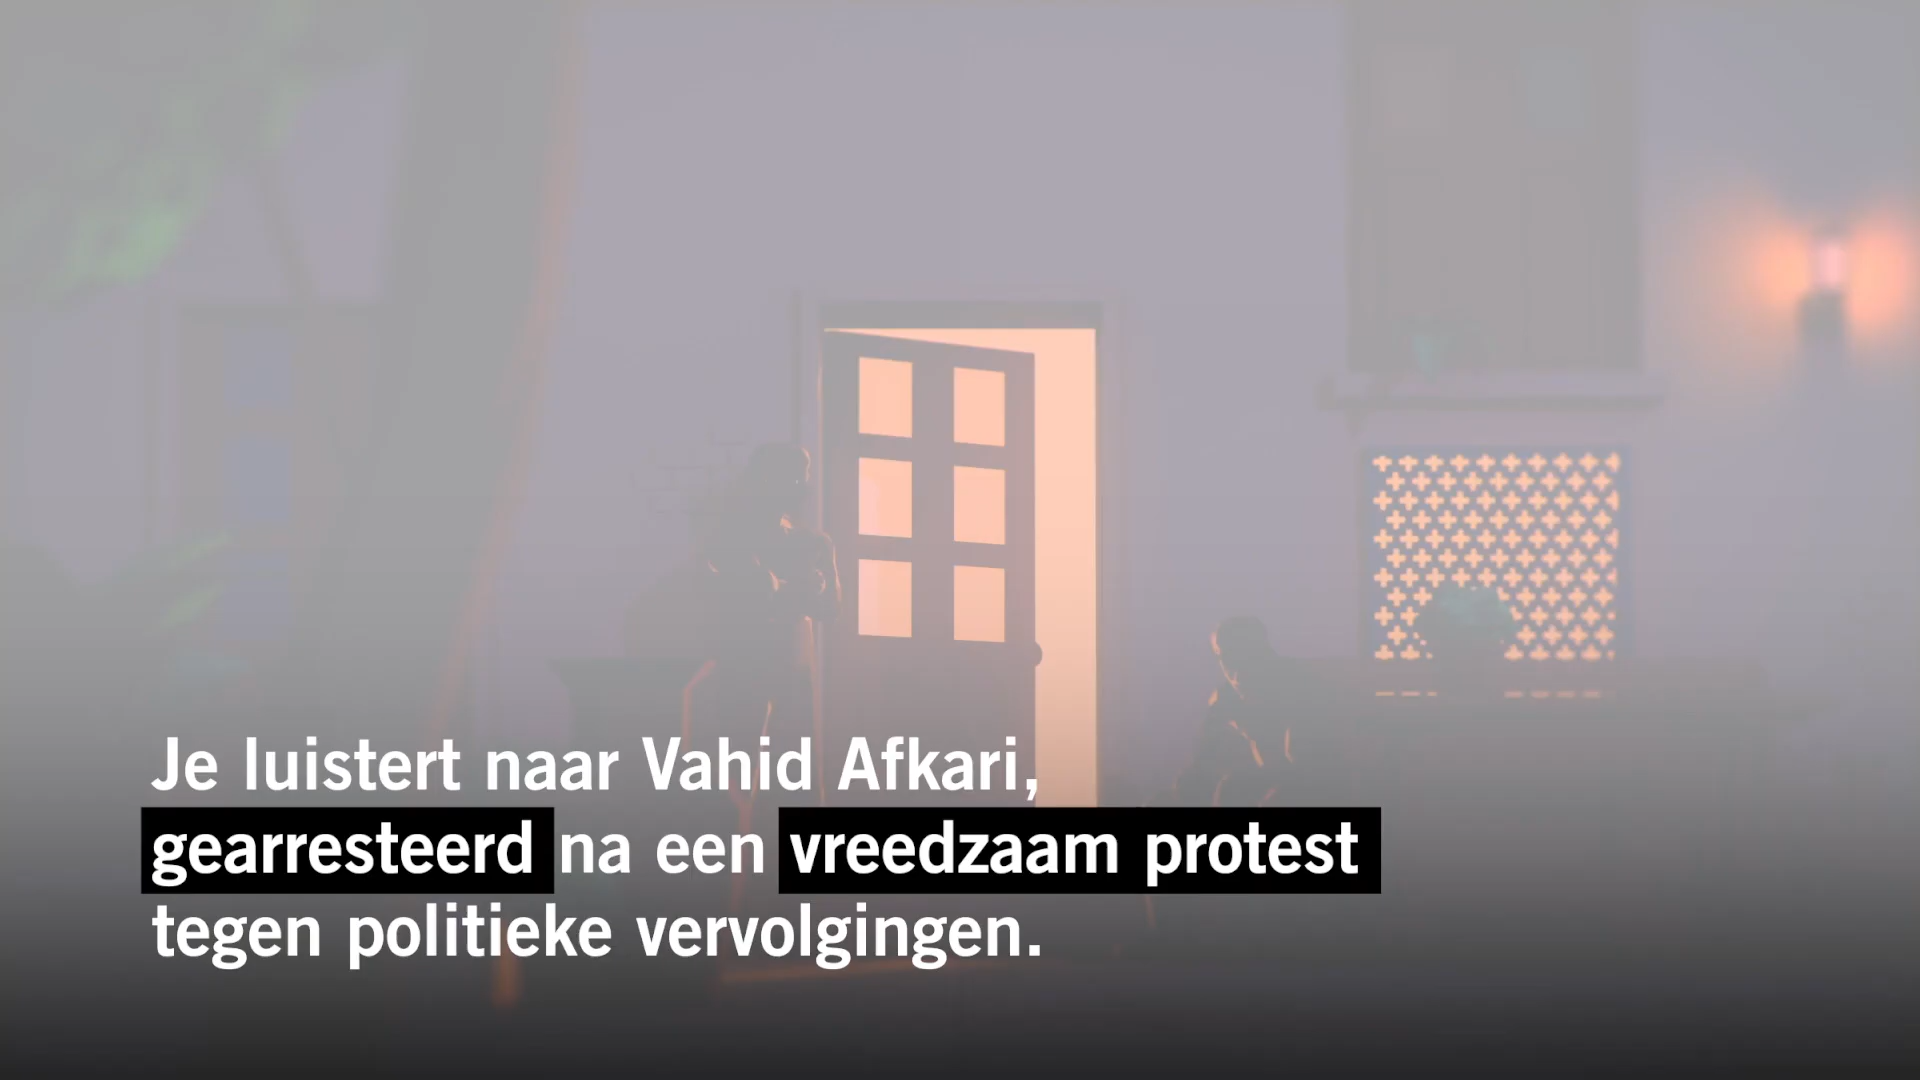 Je luistert naar Vahid Afkari,
gearresteerd na een vreedzaam protest
tegen politieke vervolgingen.